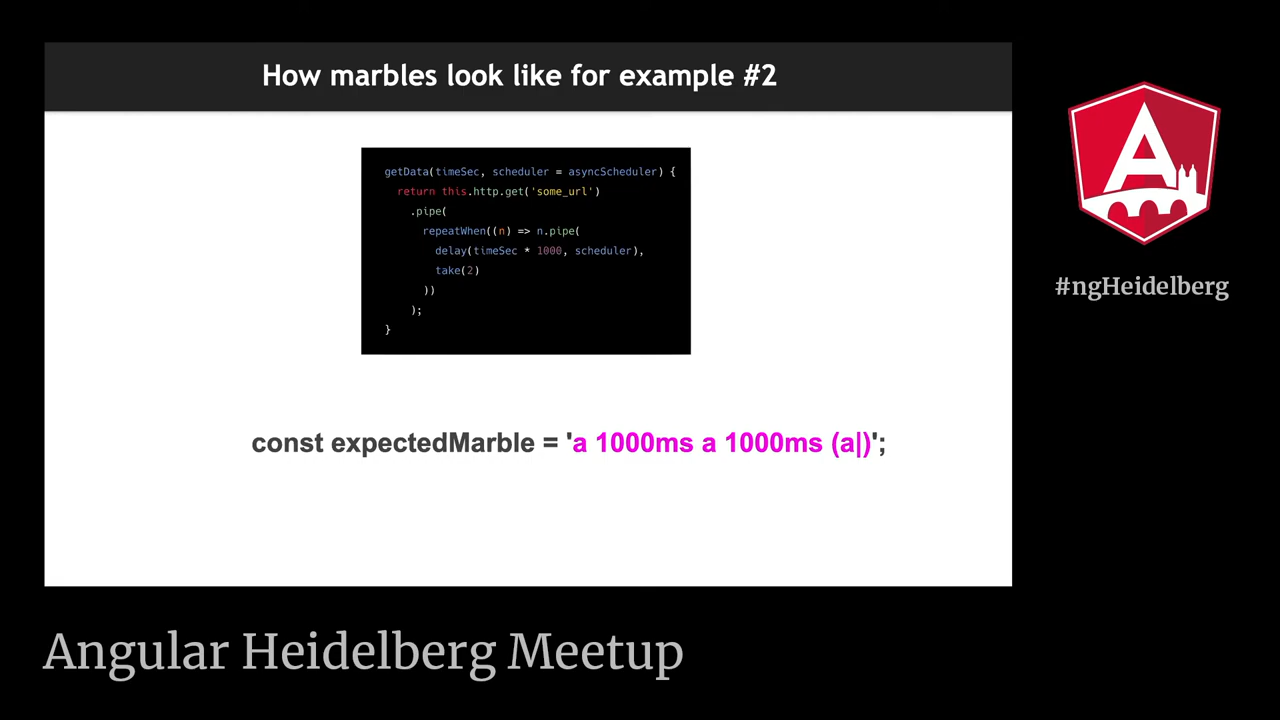 How marbles look like for example #2
getData(timeSec, scheduler = asyncScheduler) {
return this.http.get('some_url')
.pipe(
repeatWhen((n) => n.pipe(
delay(timeSec * 1000, scheduler),
take(2)
))
);
}
const expectedMarble = 'a 1000ms a 1000ms (a|)';
A
#ngHeidelberg
Angular Heidelberg Meetup